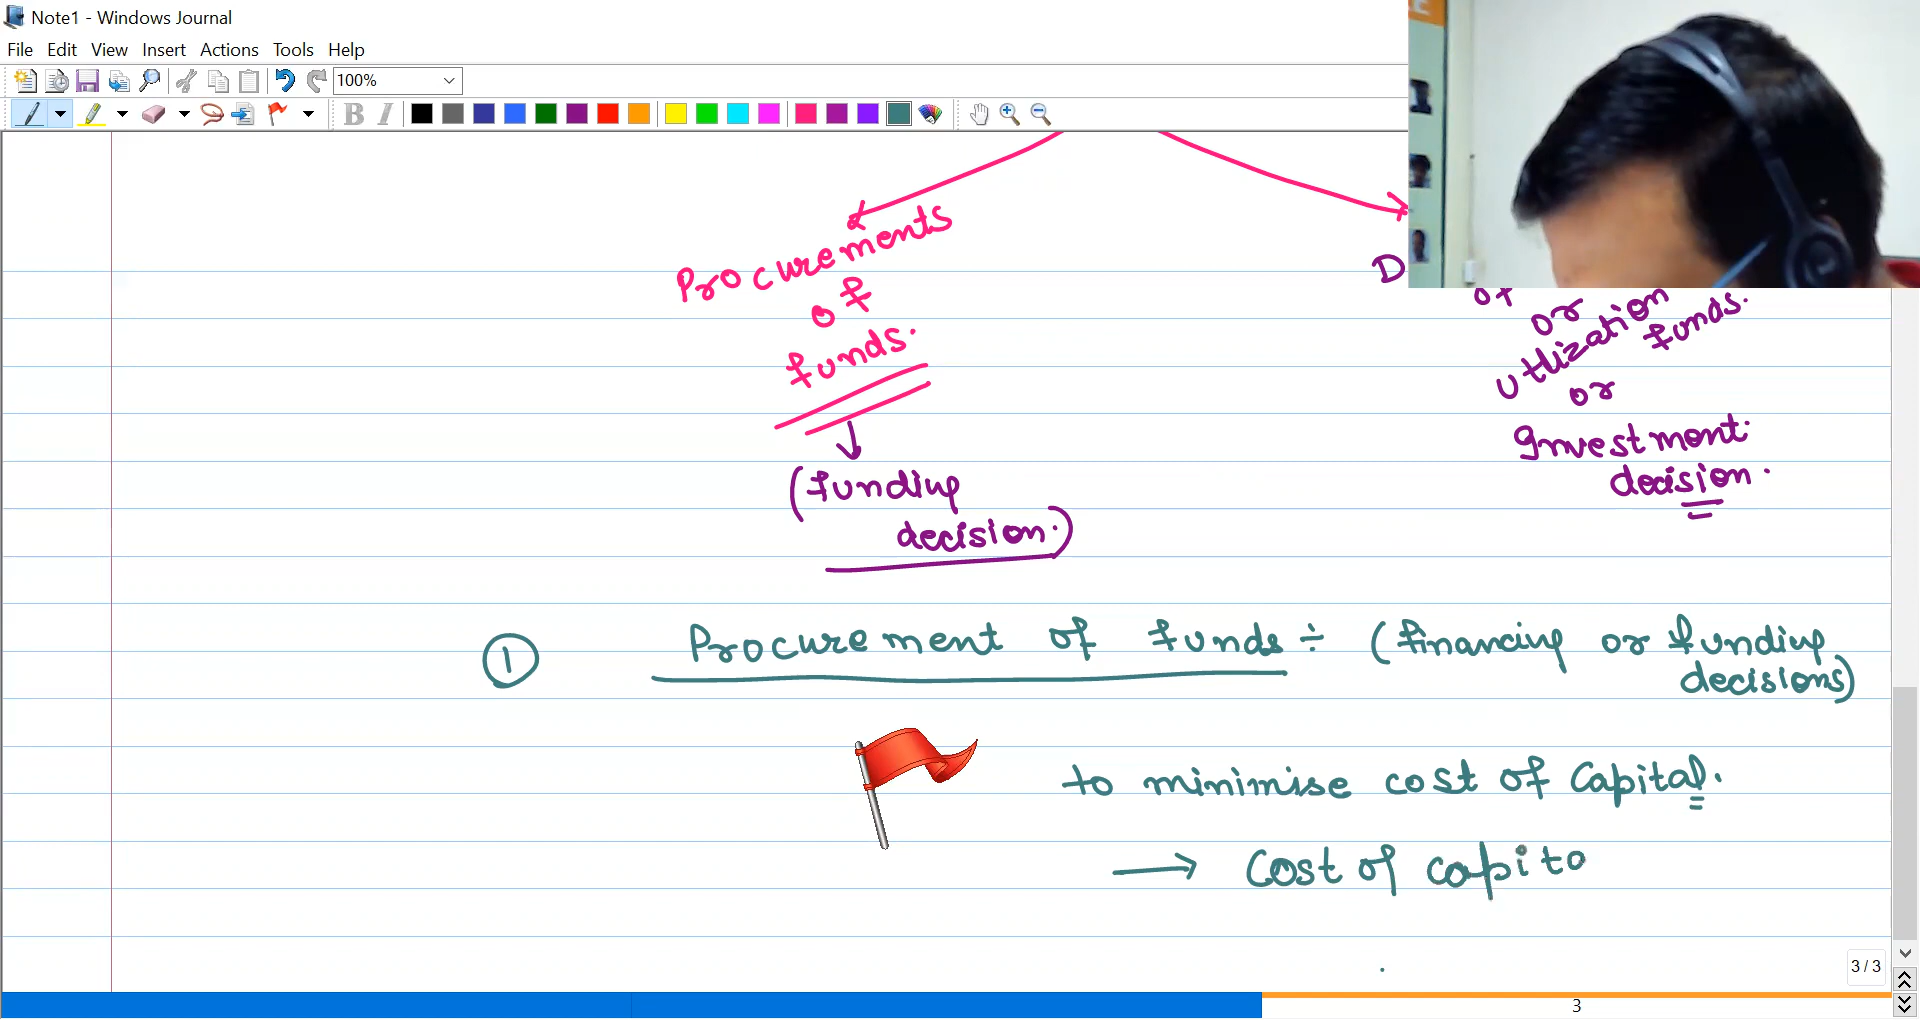 Note1 - Windows Journal
File Edit View Insert Actions Tools Help
100%
B I
Procurements
of
funds.
(funding
decision.)
D
of
or
utlization
funds.
or
Investment
decision.
1 Procurement of funds ÷ (financing or funding
decisions)
to minimise cost of Capital.
→ Cost of capita
3 / 3
3